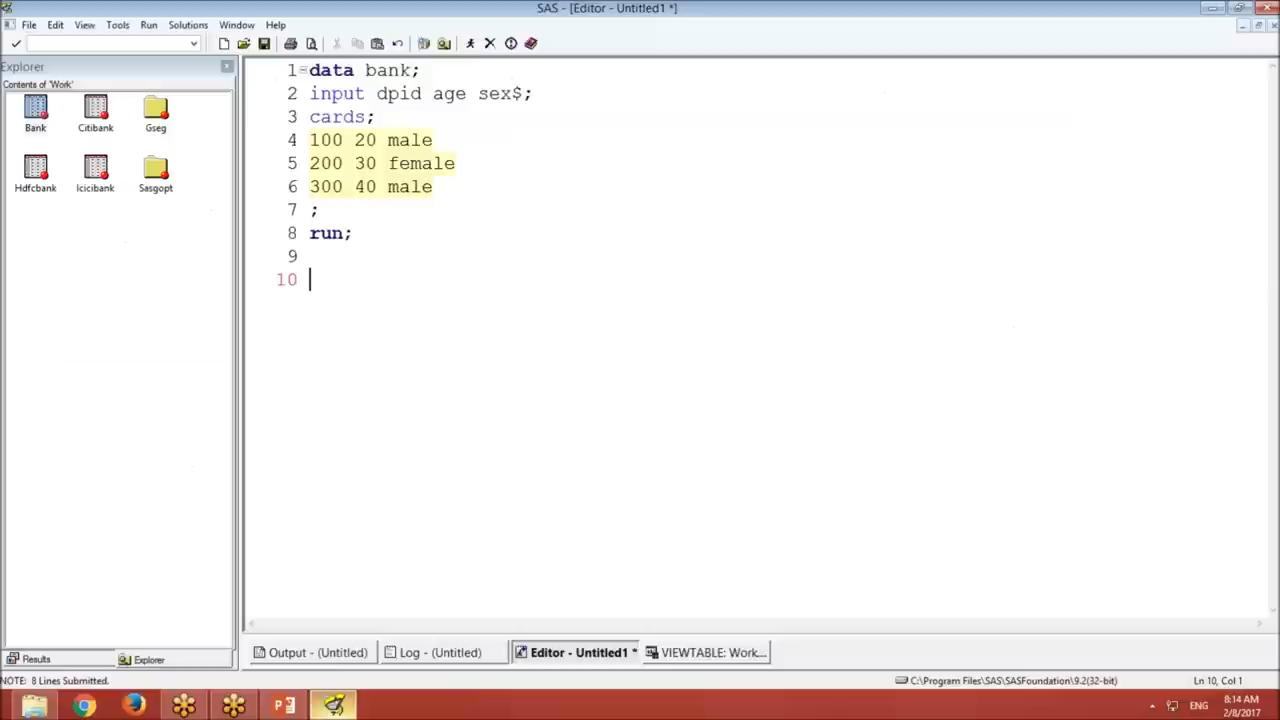 SAS - [Editor - Untitled1 *]
File Edit View Tools Run Solutions Window Help
Explorer
Contents of 'Work'
Bank Citibank Gseg
Hdfcbank Icicibank Sasgopt
1 data bank;
2 input dpid age sex$;
3 cards;
4 100 20 male
5 200 30 female
6 300 40 male
7 ;
8 run;
9
10
Results Explorer
Output - (Untitled) Log - (Untitled) Editor - Untitled1 * VIEWTABLE: Work...
NOTE: 8 Lines Submitted. C:\Program Files\SAS\SASFoundation\9.2(32-bit) Ln 10, Col 1
ENG 8:14 AM
2/8/2017